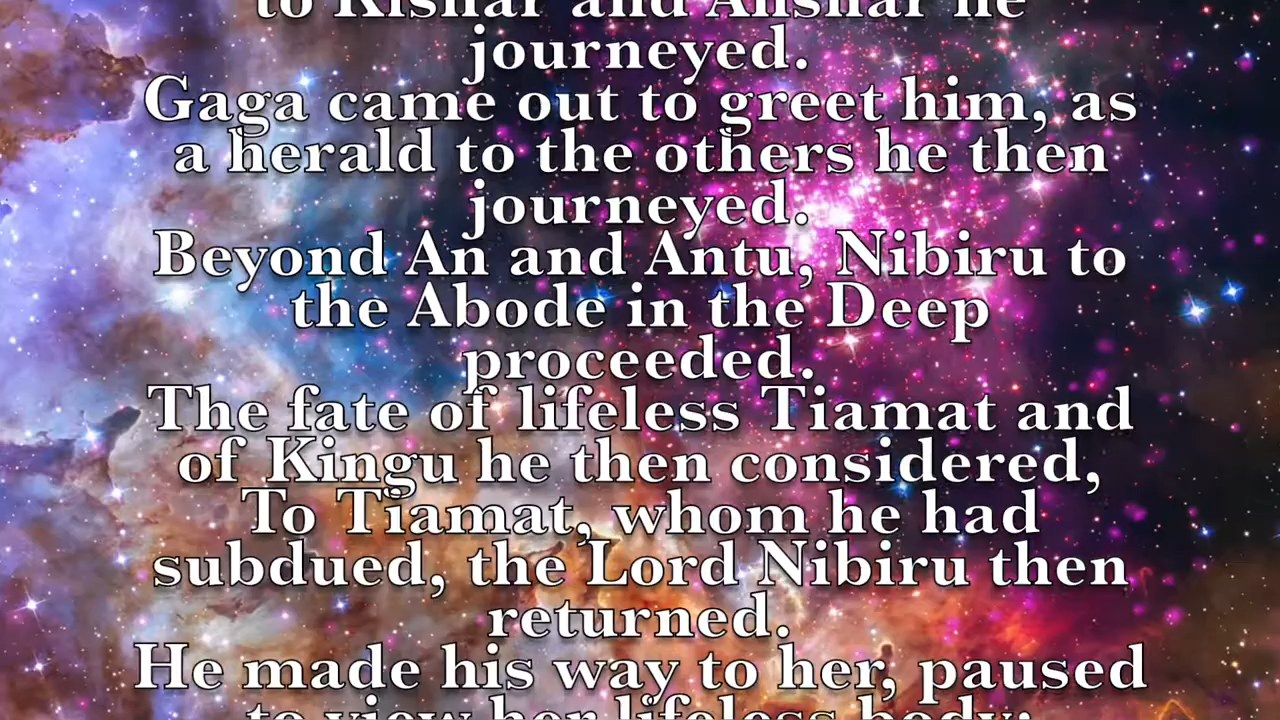 to Kishar and Anshar he
journeyed.
Gaga came out to greet him, as
a herald to the others he then
journeyed.
Beyond An and Antu, Nibiru to
the Abode in the Deep
proceeded.
The fate of lifeless Tiamat and
of Kingu he then considered,
To Tiamat, whom he had
subdued, the Lord Nibiru then
returned.
He made his way to her, paused
to view her lifeless body;